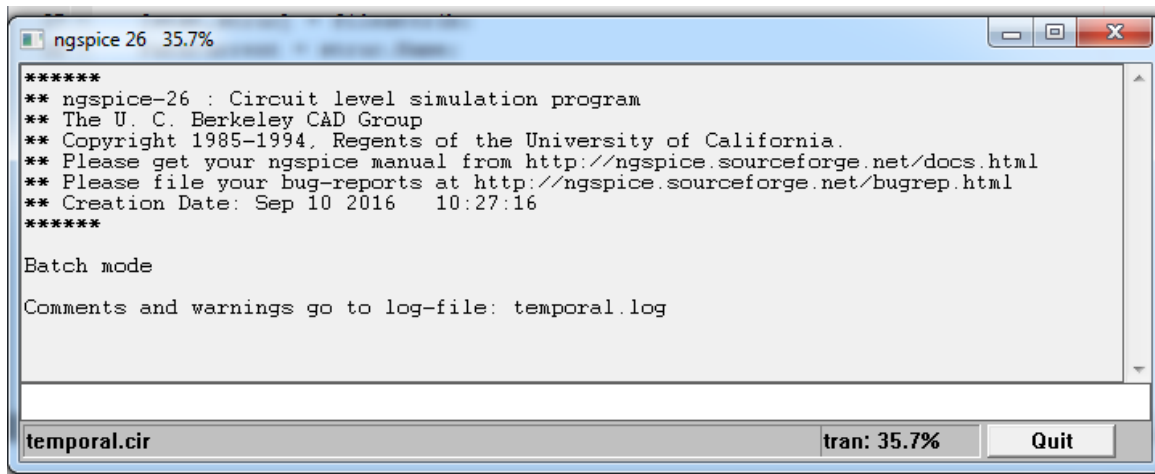 ngspice 26 35.7%
******
** ngspice-26 : Circuit level simulation program
** The U. C. Berkeley CAD Group
** Copyright 1985-1994, Regents of the University of California.
** Please get your ngspice manual from http://ngspice.sourceforge.net/docs.html
** Please file your bug-reports at http://ngspice.sourceforge.net/bugrep.html
** Creation Date: Sep 10 2016   10:27:16
******
Batch mode
Comments and warnings go to log-file: temporal.log
temporal.cir tran: 35.7% Quit